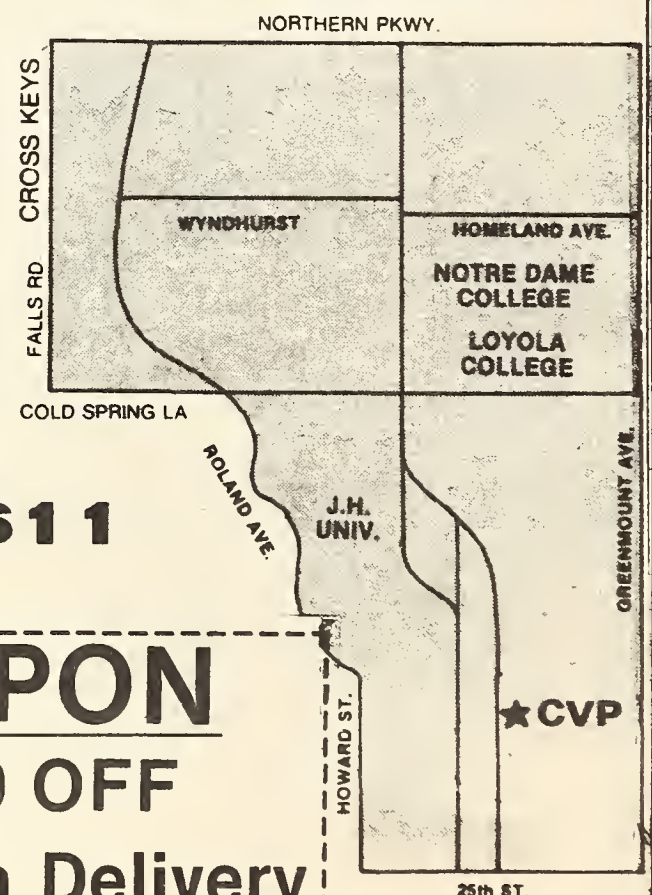 NORTHERN PKWY.
CROSS KEYS
FALLS RD
WYNDHURST
HOMELAND AVE.
NOTRE DAME
COLLEGE
LOYOLA
COLLEGE
COLD SPRING LA
ROLAND AVE.
J.H.
UNIV.
GREENMOUNT AVE.
611
PON
OFF
Delivery
HOWARD ST.
★CVP
25th ST